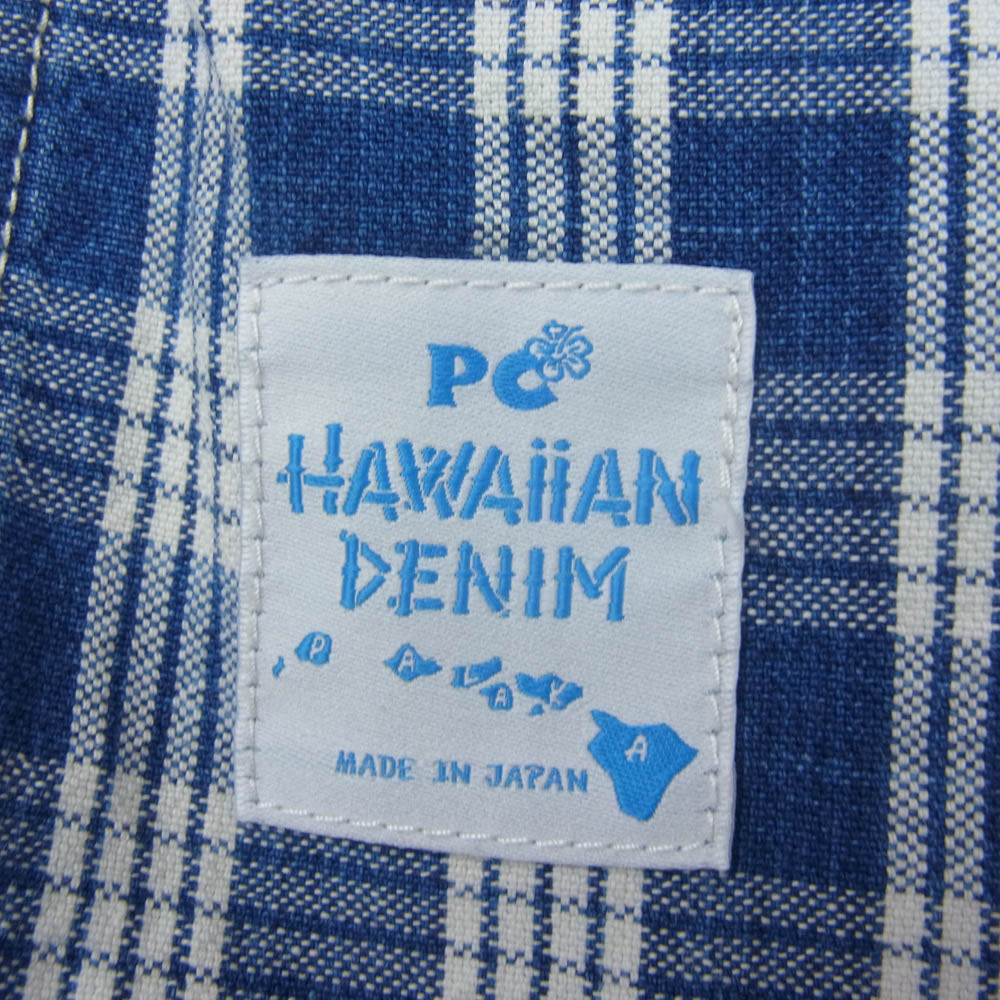 PC
HAWAIIAN
DENIM
P A A Y A
MADE IN JAPAN